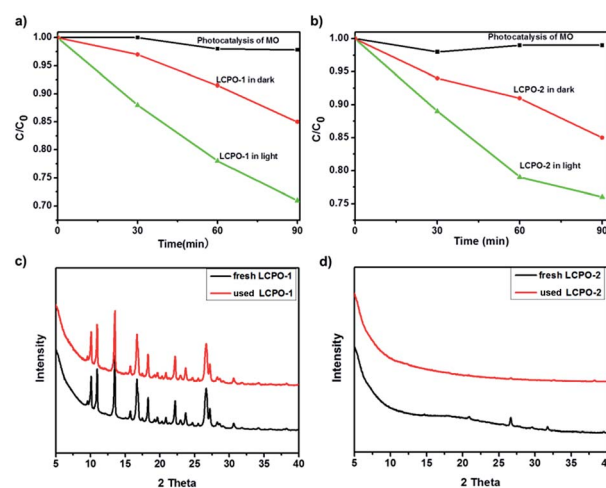 a)
1.00
0.95
0.90
0.85
0.80
0.75
0.70
C/C0
Photocatalysis of MO
LCPO-1 in dark
LCPO-1 in light
0 30 60 90
Time(min)
b)
1.00
0.95
0.90
0.85
0.80
0.75
C/C0
Photocatalysis of MO
LCPO-2 in dark
LCPO-2 in light
0 30 60 90
Time (min)
c)
fresh LCPO-1
used LCPO-1
Intensity
5 10 15 20 25 30 35 40
2 Theta
d)
fresh LCPO-2
used LCPO-2
Intensity
5 10 15 20 25 30 35 40
2 Theta